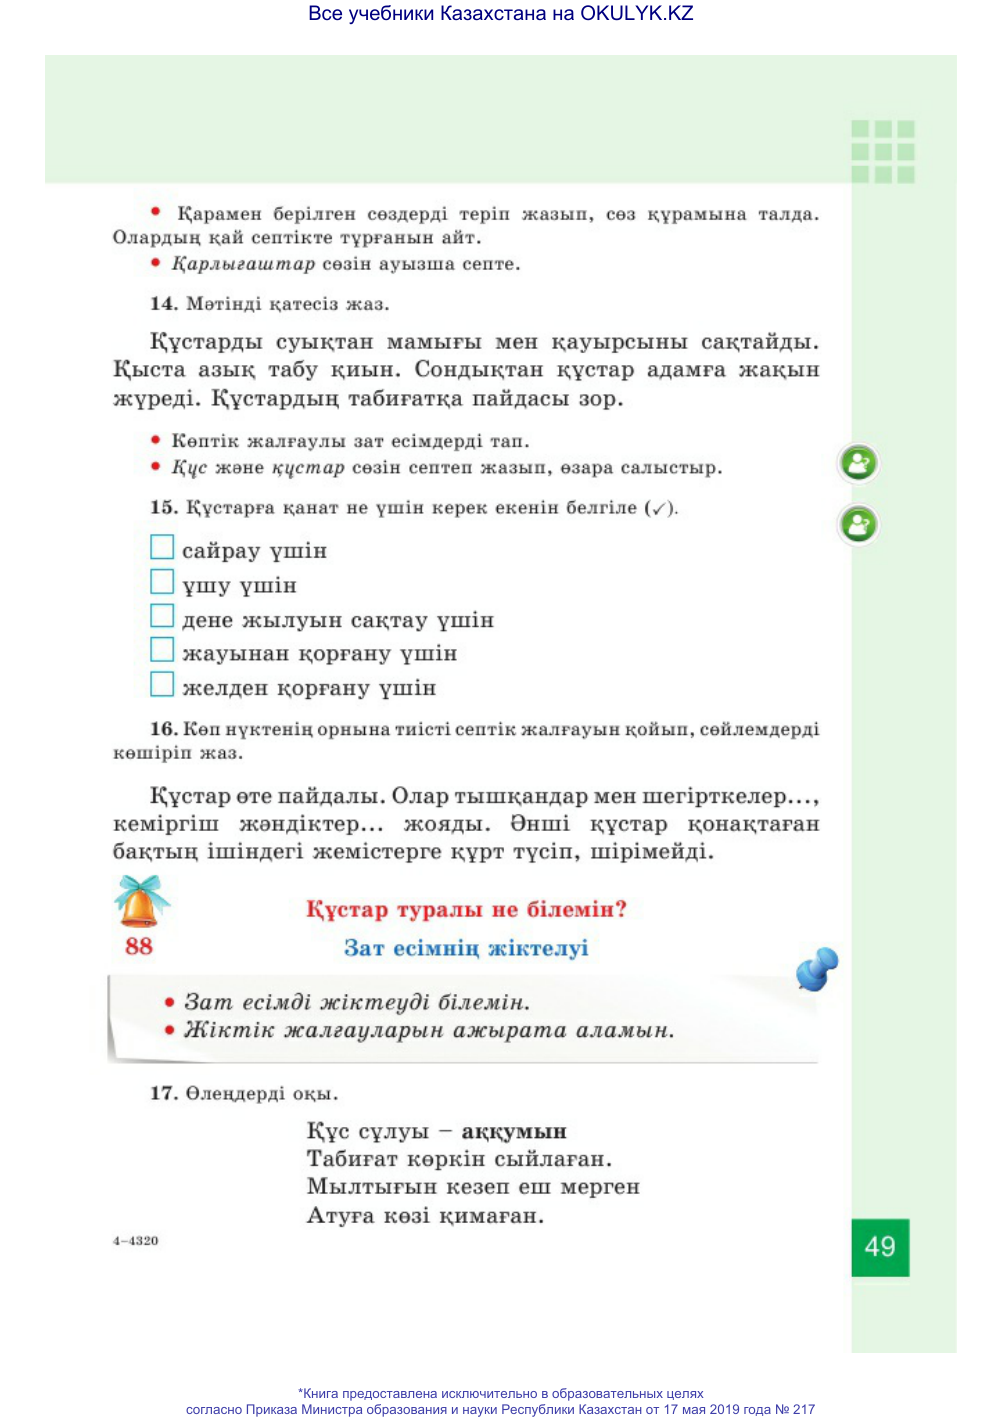 Все учебники Казахстана на OKULYK.KZ
• Қарамен берілген сөздерді теріп жазып, сөз құрамына талда.
Олардың қай септікте тұрғанын айт.
• Қарлығаштар сөзін ауызша септе.
14. Мәтінді қатесіз жаз.
Құстарды суықтан мамығы мен қауырсыны сақтайды.
Қыста азық табу қиын. Сондықтан құстар адамға жақын
жүреді. Құстардың табиғатқа пайдасы зор.
• Көптік жалғаулы зат есімдерді тап.
• Құс және құстар сөзін септеп жазып, өзара салыстыр.
15. Құстарға қанат не үшін керек екенін белгіле (✓).
сайрау үшін
ұшу үшін
дене жылуын сақтау үшін
жауынан қорғану үшін
желден қорғану үшін
16. Көп нүктенің орнына тиісті септік жалғауын қойып, сөйлемдерді
көшіріп жаз.
Құстар өте пайдалы. Олар тышқандар мен шегірткелер...,
кеміргіш жәндіктер... жояды. Әнші құстар қонақтаған
бақтың ішіндегі жемістерге құрт түсіп, шірімейді.
Құстар туралы не білемін?
88
Зат есімнің жіктелуі
• Зат есімді жіктеуді білемін.
• Жіктік жалғауларын ажырата аламын.
17. Өлеңдерді оқы.
Құс сұлуы – аққумын
Табиғат көркін сыйлаған.
Мылтығын кезеп еш мерген
Атуға көзі қимаған.
4–4320
49
*Книга предоставлена исключительно в образовательных целях
согласно Приказа Министра образования и науки Республики Казахстан от 17 мая 2019 года № 217